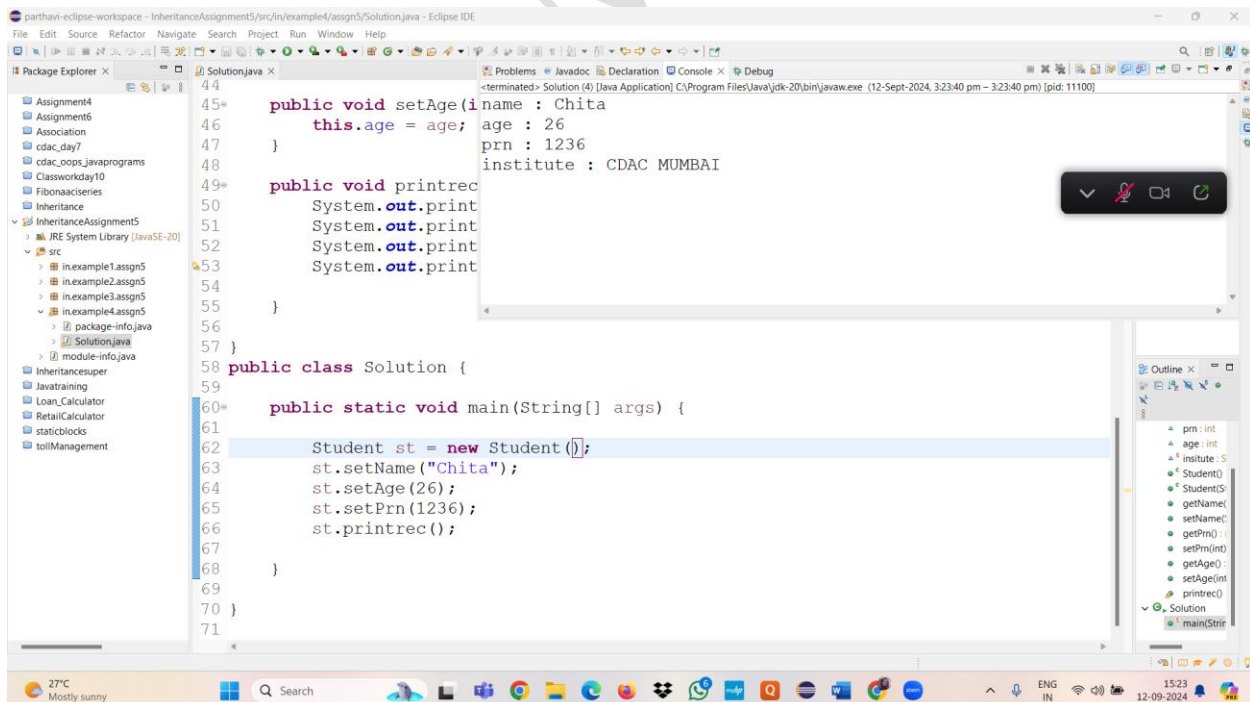 parthavi-eclipse-workspace - InheritanceAssignment5/src/in/example4/assgn5/Solution.java - Eclipse IDE
File Edit Source Refactor Navigate Search Project Run Window Help
Package Explorer
Assignment4
Assignment6
Association
cdac_day7
cdac_oops_javaprograms
Classworkday10
Fibonaaciseries
Inheritance
InheritanceAssignment5
JRE System Library [JavaSE-20]
src
in.example1.assgn5
in.example2.assgn5
in.example3.assgn5
in.example4.assgn5
package-info.java
Solution.java
module-info.java
Inheritancesuper
Javatraining
Loan_Calculator
RetailCalculator
staticblocks
tollManagement
Solution.java
44
45 public void setAge(i
46 this.age = age;
47 }
48
49 public void printrec
50 System.out.print
51 System.out.print
52 System.out.print
53 System.out.print
54
55 }
56
57 }
58 public class Solution {
59
60 public static void main(String[] args) {
61
62 Student st = new Student();
63 st.setName("Chita");
64 st.setAge(26);
65 st.setPrn(1236);
66 st.printrec();
67
68 }
69
70 }
71
Problems Javadoc Declaration Console Debug
<terminated> Solution (4) [Java Application] C:\Program Files\Java\jdk-20\bin\javaw.exe (12-Sept-2024, 3:23:40 pm – 3:23:40 pm) [pid: 11100]
name : Chita
age : 26
prn : 1236
institute : CDAC MUMBAI
Outline
prn : int
age : int
insitute : S
Student()
Student(S
getName(
setName(
getPrn() :
setPrn(int)
getAge() :
setAge(int
printrec()
Solution
main(Strir
27°C
Mostly sunny
Search
ENG
IN
15:23
12-09-2024